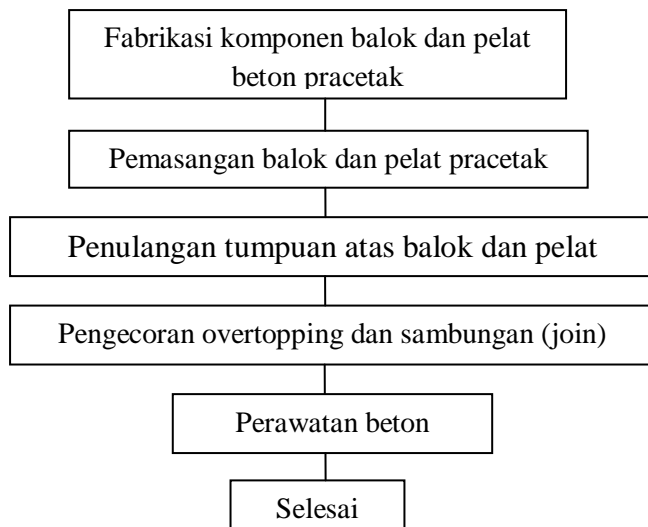 Fabrikasi komponen balok dan pelat
beton pracetak
Pemasangan balok dan pelat pracetak
Penulangan tumpuan atas balok dan pelat
Pengecoran overtopping dan sambungan (join)
Perawatan beton
Selesai